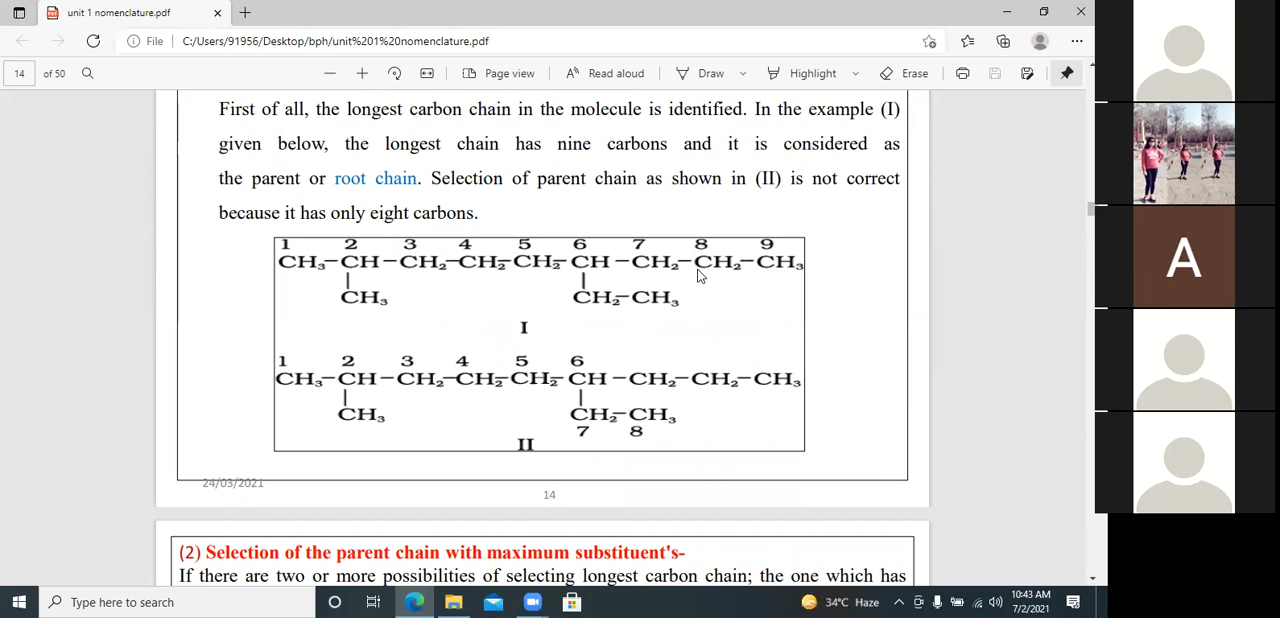 unit 1 nomenclature.pdf
File C:/Users/91956/Desktop/bph/unit%201%20nomenclature.pdf
14 of 50 Page view Read aloud Draw Highlight Erase
First of all, the longest carbon chain in the molecule is identified. In the example (I)
given below, the longest chain has nine carbons and it is considered as
the parent or root chain. Selection of parent chain as shown in (II) is not correct
because it has only eight carbons.
1 2 3 4 5 6 7 8 9
CH₃-CH-CH₂-CH₂-CH₂-CH-CH₂-CH₂-CH₃
CH₃ CH₂-CH₃
I
1 2 3 4 5 6
CH₃-CH-CH₂-CH₂-CH₂-CH-CH₂-CH₂-CH₃
CH₃ CH₂-CH₃
7 8
II
24/03/2021
14
(2) Selection of the parent chain with maximum substituent's-
If there are two or more possibilities of selecting longest carbon chain; the one which has
A
Type here to search
34°C Haze
10:43 AM
7/2/2021